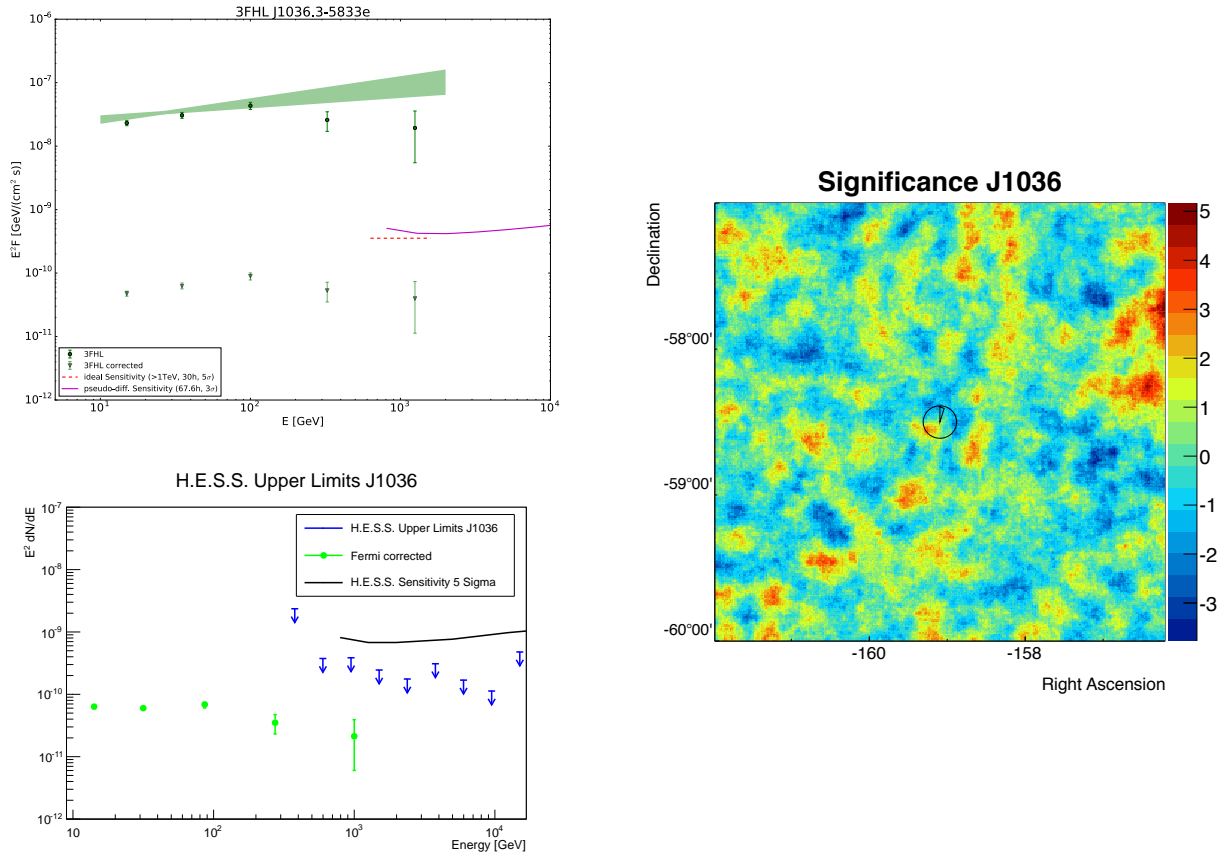 3FHL J1036.3-5833e
10⁻⁶
10⁻⁷
10⁻⁸
10⁻⁹
10⁻¹⁰
10⁻¹¹
10⁻¹²
E²F [GeV/(cm² s)]
3FHL
3FHL corrected
ideal Sensitivity (>1TeV, 30h, 5σ)
pseudo-diff. Sensitivity (67.6h, 3σ)
10¹ 10² 10³ 10⁴
E [GeV]
H.E.S.S. Upper Limits J1036
E² dN/dE
10⁻⁷
10⁻⁸
10⁻⁹
10⁻¹⁰
10⁻¹¹
10⁻¹²
H.E.S.S. Upper Limits J1036
Fermi corrected
H.E.S.S. Sensitivity 5 Sigma
10 10² 10³ 10⁴
Energy [GeV]
Significance J1036
Declination
-58°00'
-59°00'
-60°00'
-160 -158
Right Ascension
5
4
3
2
1
0
-1
-2
-3